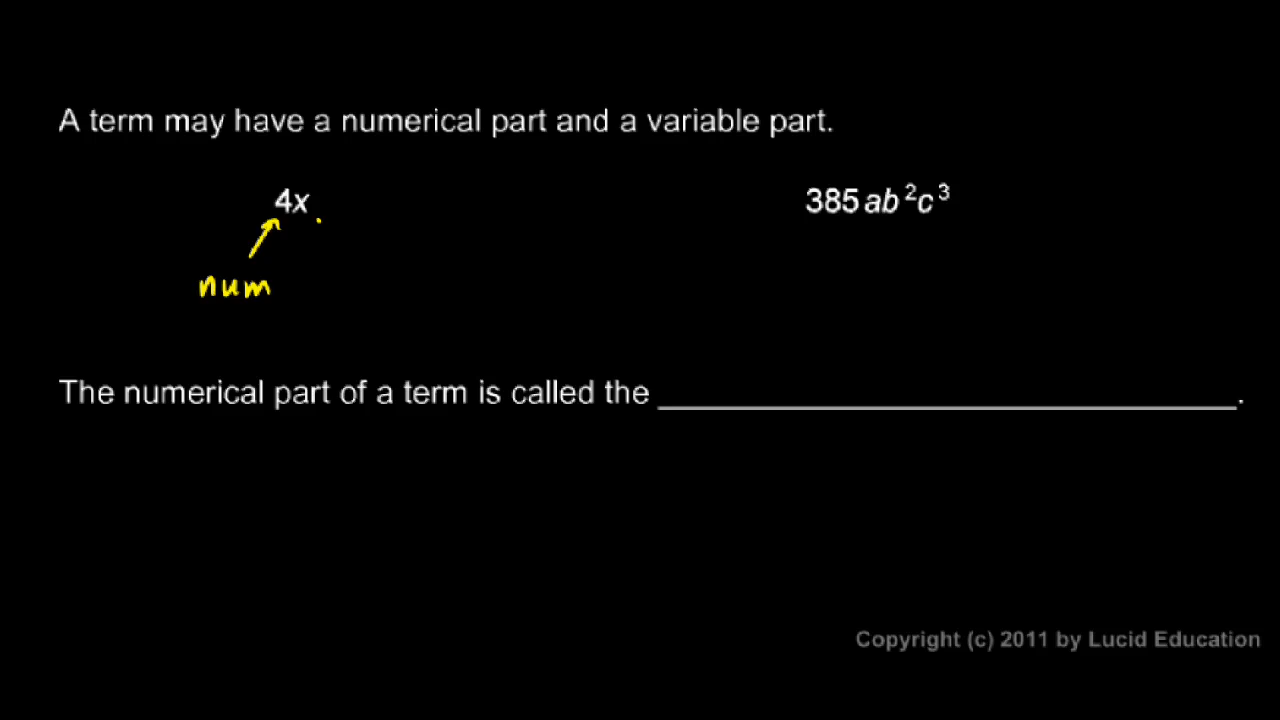 A term may have a numerical part and a variable part.
4x 385ab²c³
num
The numerical part of a term is called the ______________________________.
Copyright (c) 2011 by Lucid Education